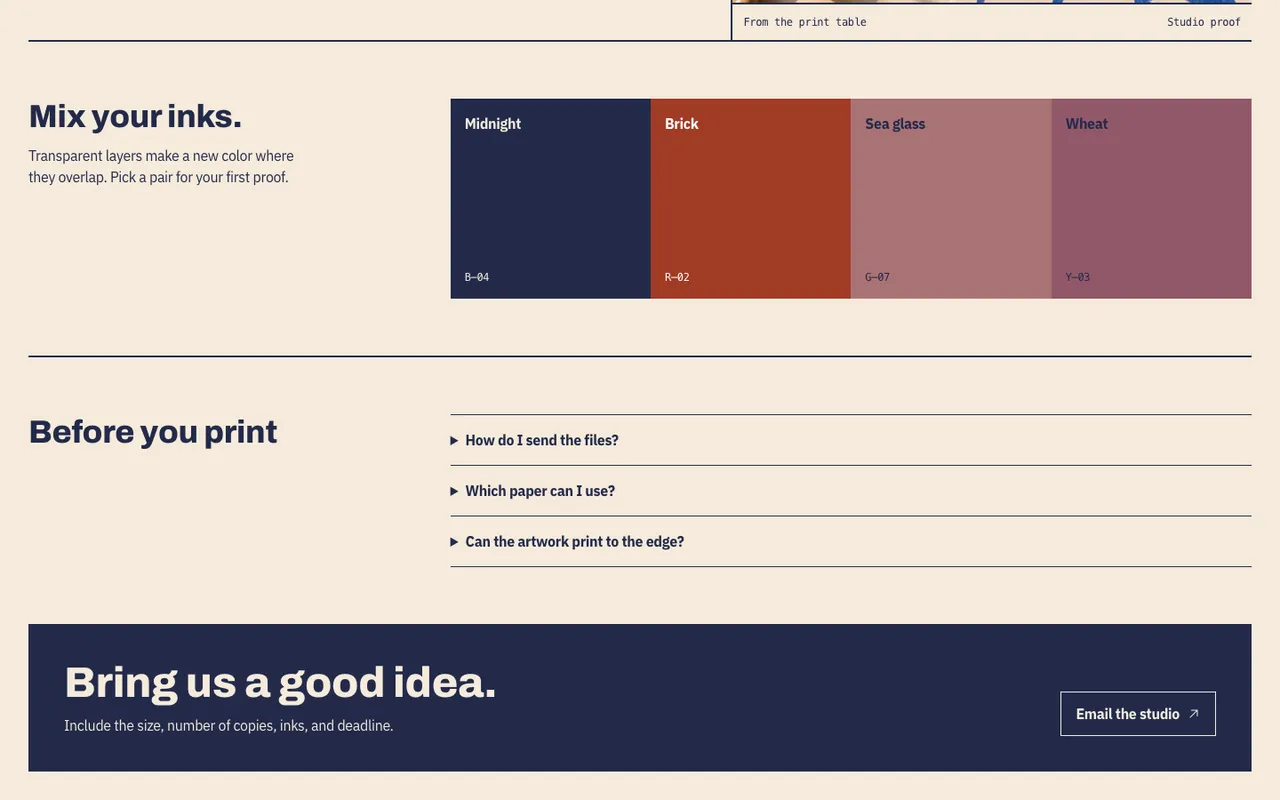 From the print table
Studio proof
Mix your inks.
Transparent layers make a new color where
they overlap. Pick a pair for your first proof.
Midnight
Brick
Sea glass
Wheat
B—04
R—02
G—07
Y—03
Before you print
How do I send the files?
Which paper can I use?
Can the artwork print to the edge?
Bring us a good idea.
Include the size, number of copies, inks, and deadline.
Email the studio